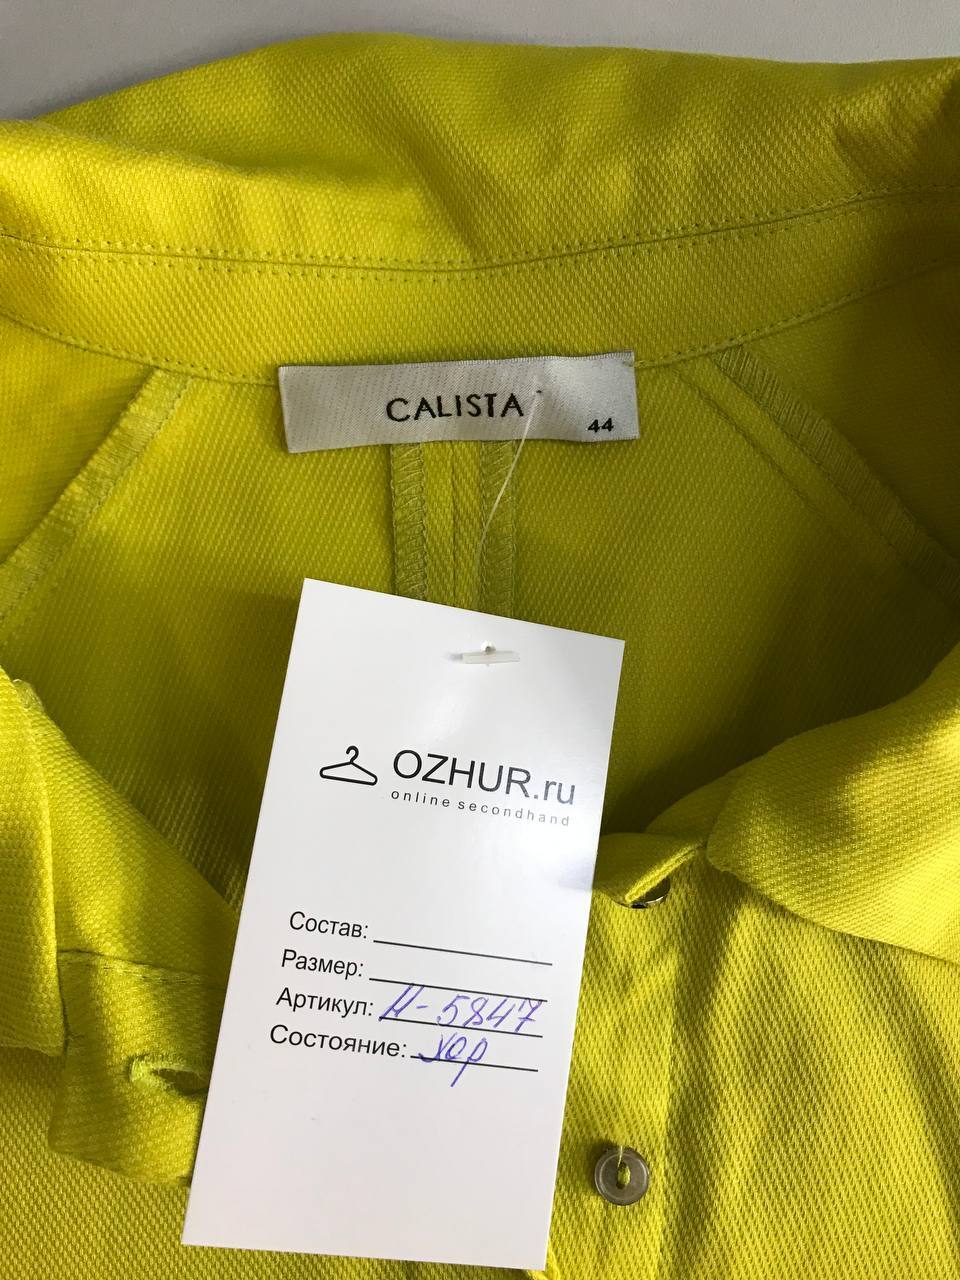 CALISTA
44
OZHUR.ru
online secondhand
Состав:
Размер:
Артикул: И-5847
Состояние: хор